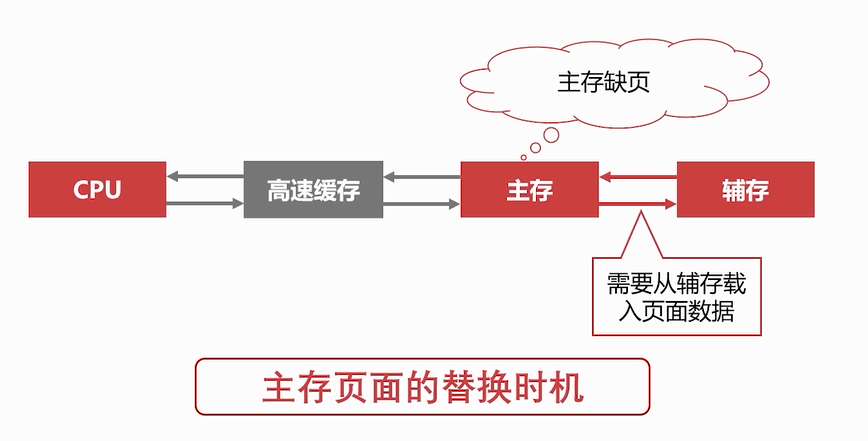 主存缺页
CPU
高速缓存
主存
辅存
需要从辅存载
入页面数据
主存页面的替换时机